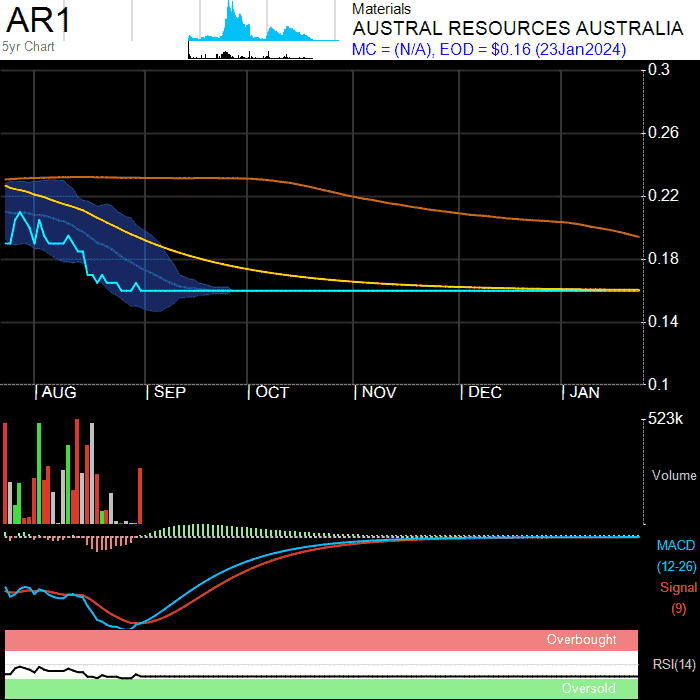 AR1
5yr Chart
Materials
AUSTRAL RESOURCES AUSTRALIA
MC = (N/A), EOD = $0.16 (23Jan2024)
0.3
0.26
0.22
0.18
0.14
0.1
AUG SEP OCT NOV DEC JAN
523k
Volume
MACD
(12-26)
Signal
(9)
Overbought
RSI(14)
Oversold